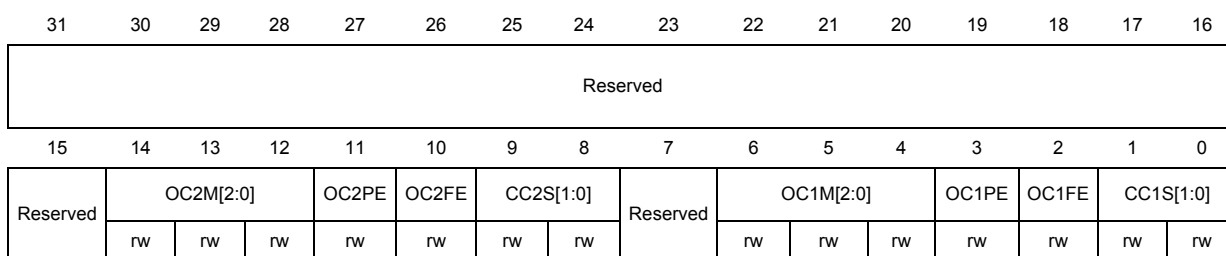 31 30 29 28 27 26 25 24 23 22 21 20 19 18 17 16
Reserved
15 14 13 12 11 10 9 8 7 6 5 4 3 2 1 0
Reserved OC2M[2:0] OC2PE OC2FE CC2S[1:0] Reserved OC1M[2:0] OC1PE OC1FE CC1S[1:0]
rw rw rw rw rw rw rw rw rw rw rw rw rw rw